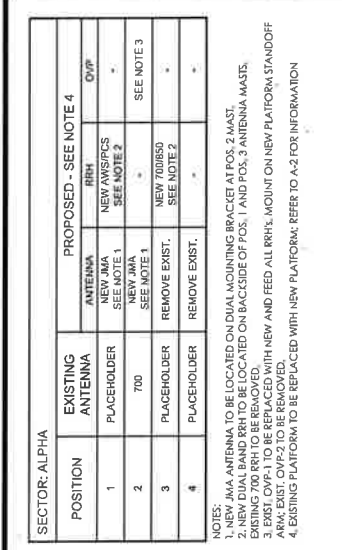 SECTOR: ALPHA
POSITION EXISTING ANTENNA PROPOSED - SEE NOTE 4
ANTENNA RRH OVP
1 PLACEHOLDER NEW JMA SEE NOTE 1 NEW AWS/PCS SEE NOTE 2 -
2 700 NEW JMA SEE NOTE 1 - SEE NOTE 3
3 PLACEHOLDER REMOVE EXIST. NEW 700/850 SEE NOTE 2 -
4 PLACEHOLDER REMOVE EXIST. - -
NOTES:
1, NEW JMA ANTENNA TO BE LOCATED ON DUAL MOUNTING BRACKET AT POS, 2 MAST,
2, NEW DUAL BAND RRH TO BE LOCATED ON BACKSIDE OF POS, 1 AND POS, 3 ANTENNA MASTS,
EXISTING 700 RRH TO BE REMOVED,
3, EXIST, OVP-1 TO BE REPLACED WITH NEW AND FEED ALL RRH's, MOUNT ON NEW PLATFORM STANDOFF
ARM; EXIST, OVP-2 TO BE REMOVED,
4, EXISTING PLATFORM TO BE REPLACED WITH NEW PLATFORM; REFER TO A-2 FOR INFORMATION